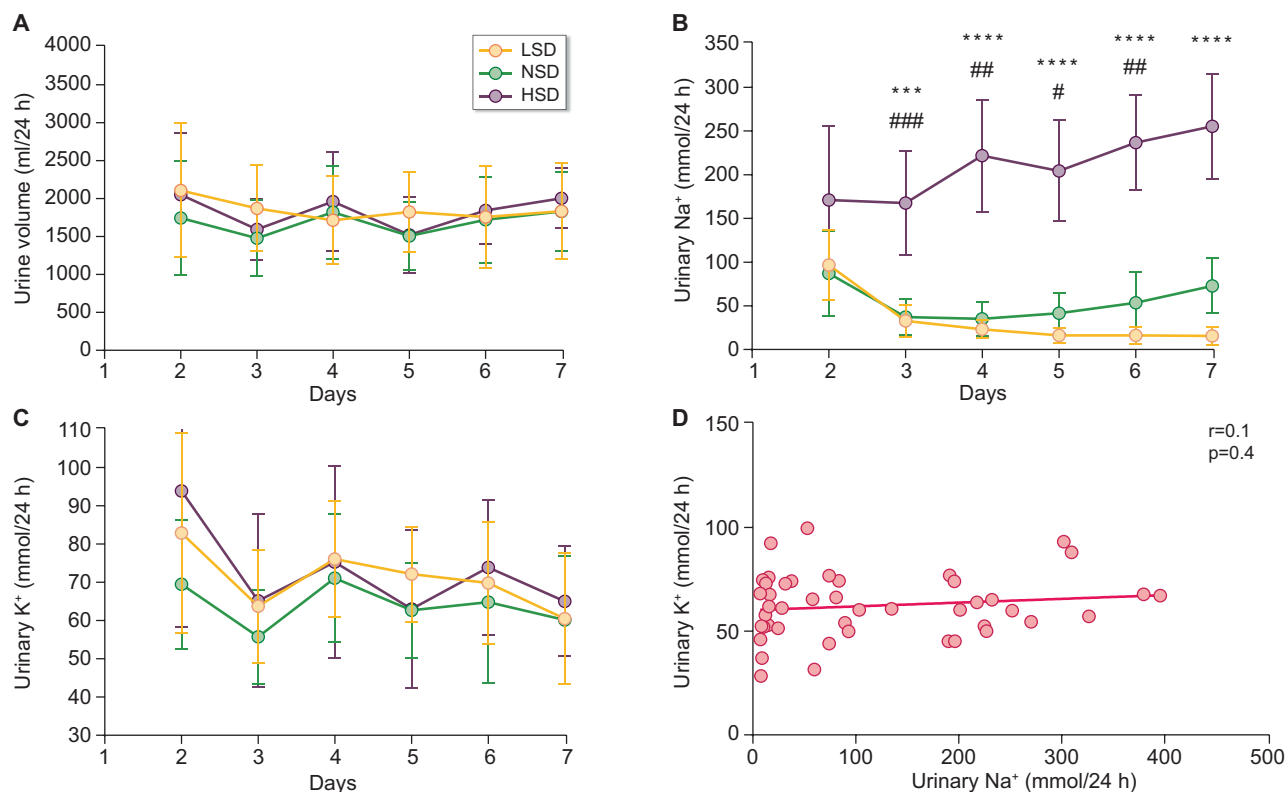 A
Urine volume (ml/24 h)
4000
3500
3000
2500
2000
1500
1000
500
0
1 2 3 4 5 6 7
Days
LSD
NSD
HSD
B
Urinary Na⁺ (mmol/24 h)
350
300
250
200
150
100
50
0
*** **** **** **** ****
### ## # ##
1 2 3 4 5 6 7
Days
C
Urinary K⁺ (mmol/24 h)
110
100
90
80
70
60
50
40
30
1 2 3 4 5 6 7
Days
D
Urinary K⁺ (mmol/24 h)
150
100
50
0
r=0.1
p=0.4
0 100 200 300 400 500
Urinary Na⁺ (mmol/24 h)